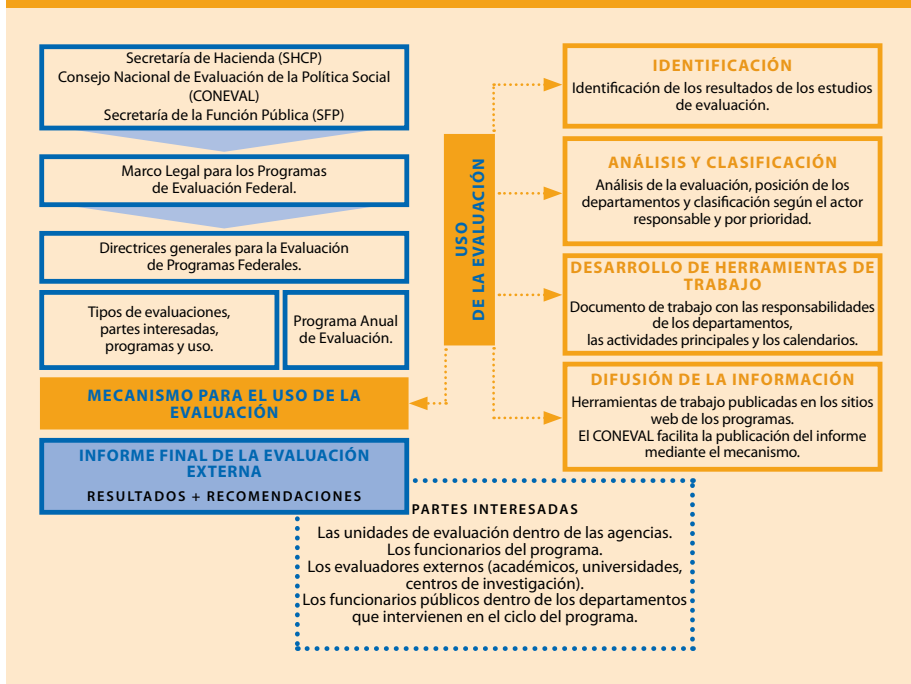 Secretaría de Hacienda (SHCP)
Consejo Nacional de Evaluación de la Política Social
(CONEVAL)
Secretaría de la Función Pública (SFP)
Marco Legal para los Programas
de Evaluación Federal.
Directrices generales para la Evaluación
de Programas Federales.
Tipos de evaluaciones,
partes interesadas,
programas y uso.
Programa Anual
de Evaluación.
MECANISMO PARA EL USO DE LA
EVALUACIÓN
INFORME FINAL DE LA EVALUACIÓN
EXTERNA
RESULTADOS + RECOMENDACIONES
USO
DE LA EVALUACIÓN
IDENTIFICACIÓN
Identificación de los resultados de los estudios
de evaluación.
ANÁLISIS Y CLASIFICACIÓN
Análisis de la evaluación, posición de los
departamentos y clasificación según el actor
responsable y por prioridad.
DESARROLLO DE HERRAMIENTAS DE
TRABAJO
Documento de trabajo con las responsabilidades
de los departamentos,
las actividades principales y los calendarios.
DIFUSIÓN DE LA INFORMACIÓN
Herramientas de trabajo publicadas en los sitios
web de los programas.
El CONEVAL facilita la publicación del informe
mediante el mecanismo.
PARTES INTERESADAS
Las unidades de evaluación dentro de las agencias.
Los funcionarios del programa.
Los evaluadores externos (académicos, universidades,
centros de investigación).
Los funcionarios públicos dentro de los departamentos
que intervienen en el ciclo del programa.